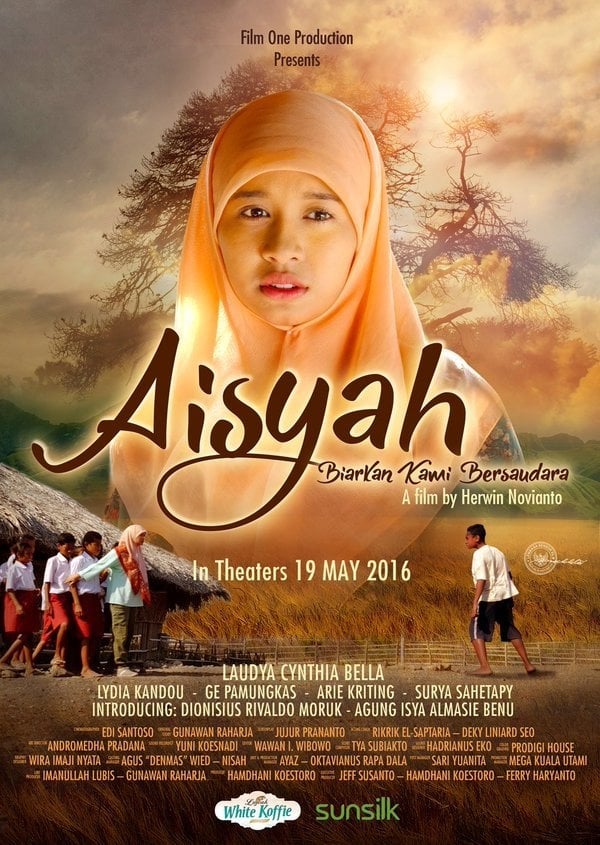 Film One Production
Presents
Aisyah
Biarkan Kami Bersaudara
A film by Herwin Novianto
In Theaters 19 MAY 2016
LAUDYA CYNTHIA BELLA
LYDIA KANDOU - GE PAMUNGKAS - ARIE KRITING - SURYA SAHETAPY
INTRODUCING: DIONISIUS RIVALDO MORUK - AGUNG ISYA ALMASIE BENU
EDI SANTOSO GUNAWAN RAHARJA JUJUR PRANANTO RIKRIK EL-SAPTARIA – DEKY LINIARD SEO
ANDROMEDHA PRADANA YUNI KOESNADI WAWAN I. WIBOWO TYA SUBIAKTO HADRIANUS EKO PRODIGI HOUSE
WIRA IMAJI NYATA AGUS "DENMAS" WIED – NISAH AYAZ – OKTAVIANUS RAPA DALA SARI YUANITA MEGA KUALA UTAMI
IMANULLAH LUBIS – GUNAWAN RAHARJA HAMDHANI KOESTORO JEFF SUSANTO – HAMDHANI KOESTORO – FERRY HARYANTO
Luwak
White Koffie
sunsilk